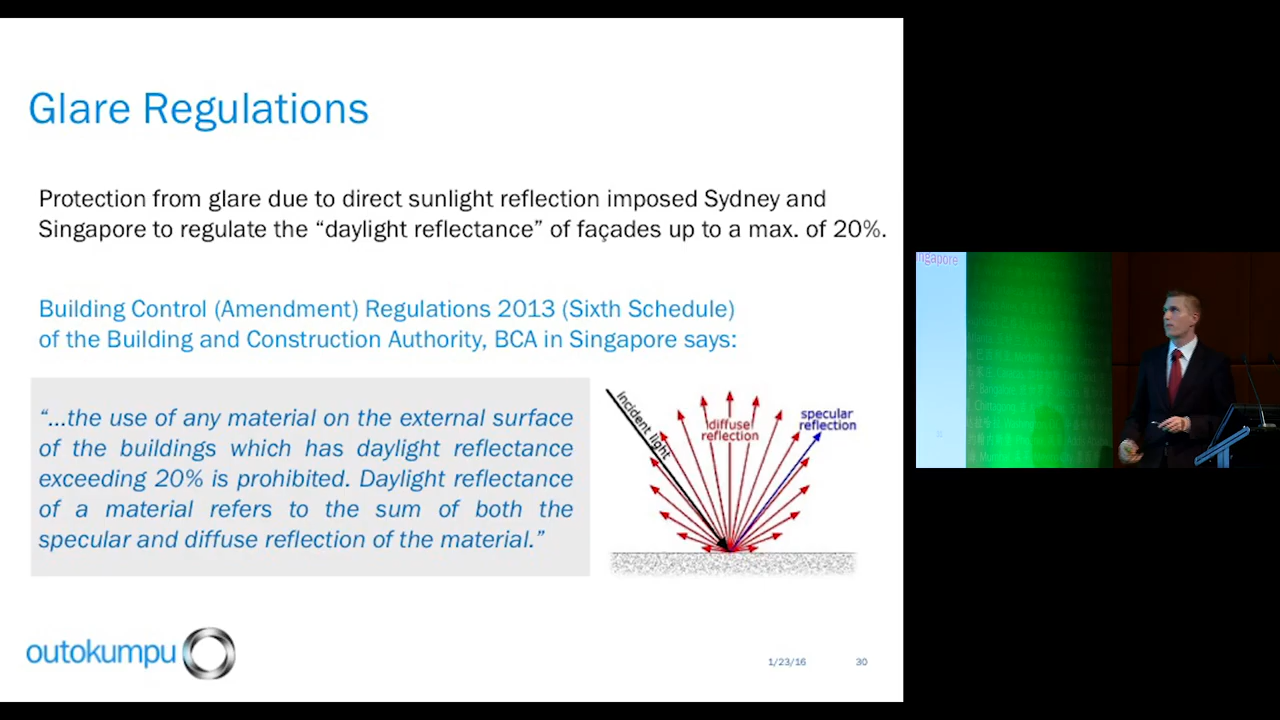 Glare Regulations
Protection from glare due to direct sunlight reflection imposed Sydney and
Singapore to regulate the “daylight reflectance” of façades up to a max. of 20%.
Building Control (Amendment) Regulations 2013 (Sixth Schedule)
of the Building and Construction Authority, BCA in Singapore says:
“...the use of any material on the external surface
of the buildings which has daylight reflectance
exceeding 20% is prohibited. Daylight reflectance
of a material refers to the sum of both the
specular and diffuse reflection of the material.”
incident light
diffuse
reflection
specular
reflection
outokumpu
1/23/16
30